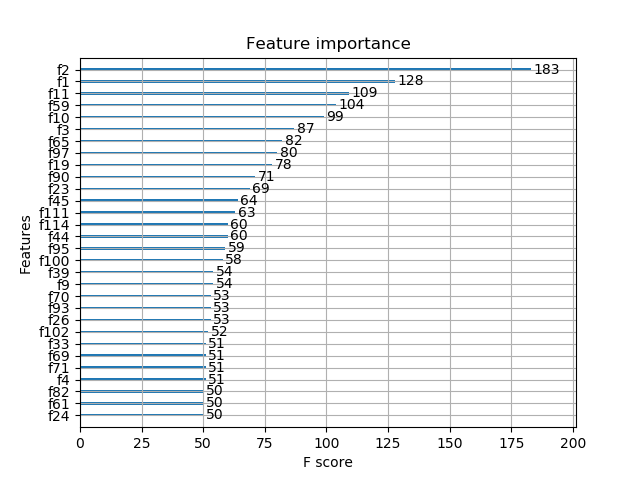 Feature importance
f2 183
f1 128
f11 109
f59 104
f10 99
f3 87
f65 82
f97 80
f19 78
f90 71
f23 69
f45 64
f111 63
f114 60
f44 60
f95 59
f100 58
f39 54
f9 54
f70 53
f93 53
f26 53
f102 52
f33 51
f69 51
f71 51
f4 51
f82 50
f61 50
f24 50
Features
0 25 50 75 100 125 150 175 200
F score